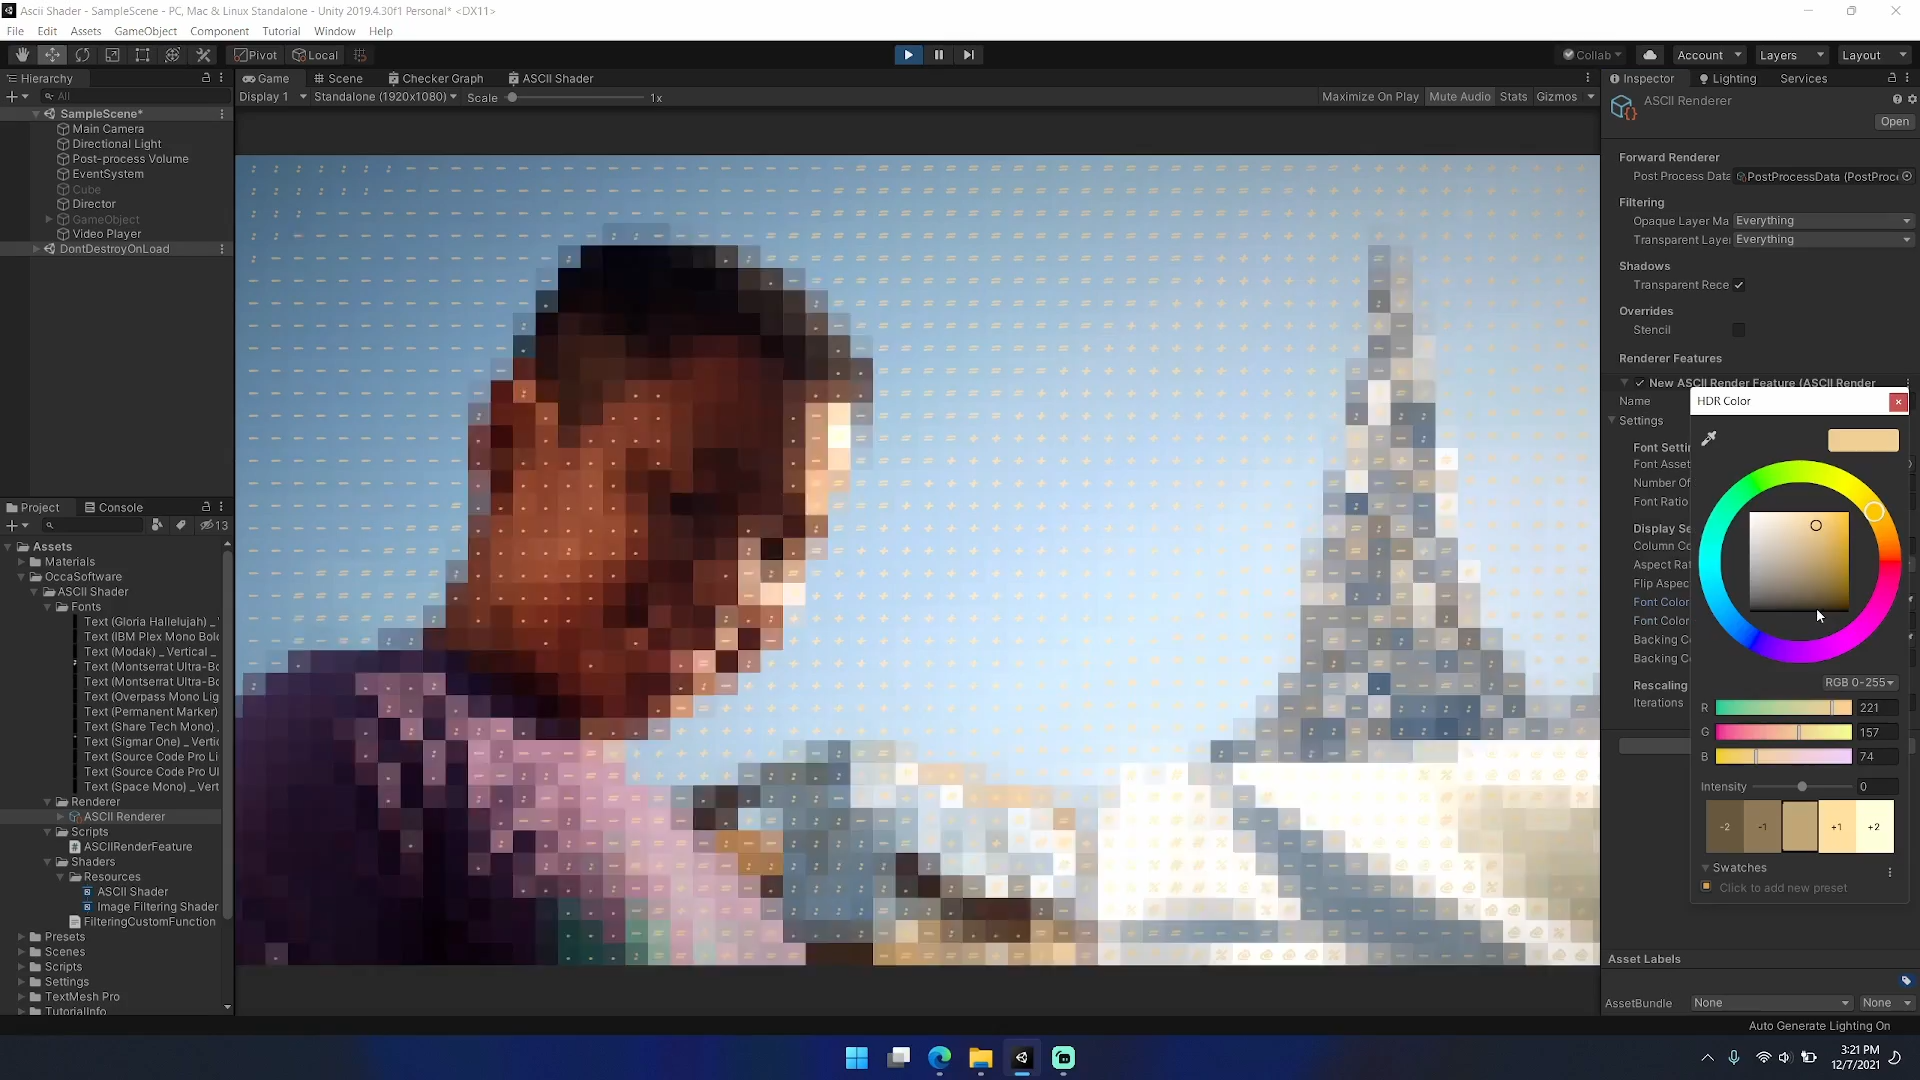 Ascii Shader - SampleScene - PC, Mac & Linux Standalone - Unity 2019.4.30f1 Personal* <DX11>
File Edit Assets GameObject Component Tutorial Window Help
Pivot Local Collab Account Layers Layout
Hierarchy Game Scene Checker Graph ASCII Shader Inspector Lighting Services
All Display 1 Standalone (1920x1080) Scale 1x Maximize On Play Mute Audio Stats Gizmos
ASCII Renderer
Open
SampleScene*
Main Camera
Directional Light
Post-process Volume
EventSystem
Cube
Director
GameObject
Video Player
DontDestroyOnLoad
Forward Renderer
Post Process Data PostProcessData (PostProce
Filtering
Opaque Layer Ma Everything
Transparent Layer Everything
Shadows
Transparent Rece
Overrides
Stencil
Renderer Features
New ASCII Render Feature (ASCII Render
Name
Settings
Font Settin
Font Asset
Number Of
Font Ratio
Display Se
Column Co
Aspect Rat
Flip Aspec
Font Color
Font Color
Backing Co
Backing Co
Rescaling
Iterations
HDR Color
RGB 0-255
R 221
G 157
B 74
Intensity 0
-2 -1 +1 +2
Swatches
Click to add new preset
Project Console
13
Assets
Materials
OccaSoftware
ASCII Shader
Fonts
Text (Gloria Hallelujah) _
Text (IBM Plex Mono Bold
Text (Modak) _ Vertical _
Text (Montserrat Ultra-Bo
Text (Montserrat Ultra-Bo
Text (Overpass Mono Lig
Text (Permanent Marker)
Text (Share Tech Mono) _
Text (Sigmar One) _ Vertic
Text (Source Code Pro Li
Text (Source Code Pro Ul
Text (Space Mono) _ Vert
Renderer
ASCII Renderer
Scripts
ASCIIRenderFeature
Shaders
Resources
ASCII Shader
Image Filtering Shader
FilteringCustomFunction
Presets
Scenes
Scripts
Settings
TextMesh Pro
TutorialInfo
Asset Labels
AssetBundle None None
Auto Generate Lighting On
3:21 PM
12/7/2021